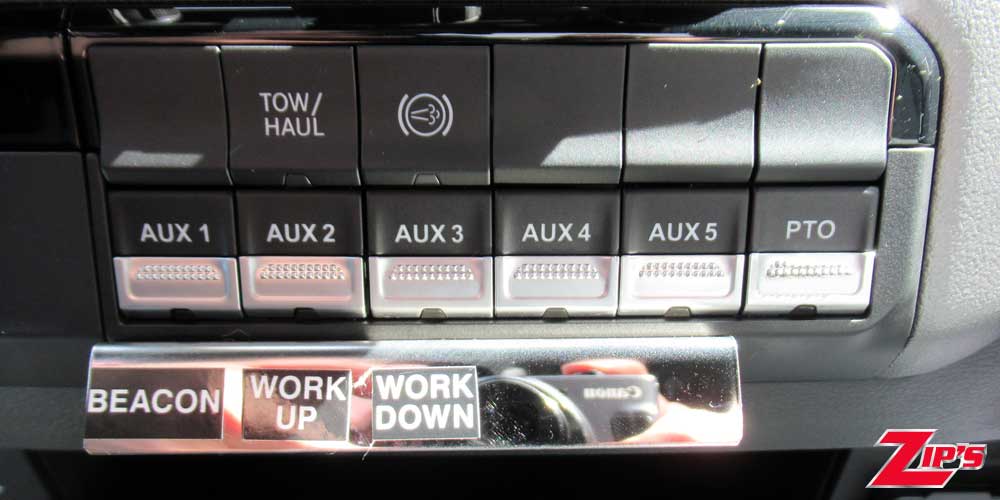 TOW/
HAUL
AUX 1 AUX 2 AUX 3 AUX 4 AUX 5 PTO
BEACON
WORK
UP
WORK
DOWN
Canon
ZIP'S